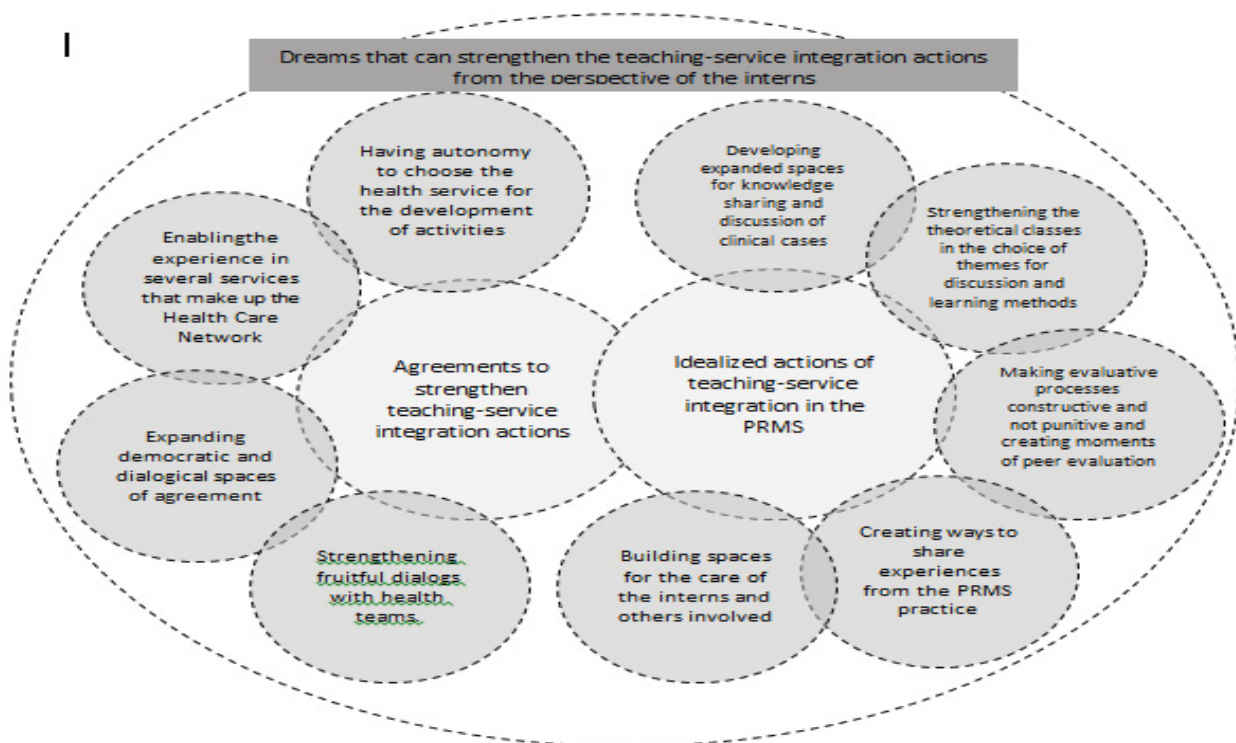 I
Dreams that can strengthen the teaching-service integration actions
from the perspective of the interns
Having autonomy
to choose the
health service for
the development
of activities
Developing
expanded spaces
for knowledge
sharing and
discussion of
clinical cases
Enablingthe
experience in
several services
that make up the
Health Care
Network
Strengthening the
theoretical classes
in the choice of
themes for
discussion and
learning methods
Agreements to
strengthen
teaching-service
integration actions
Idealized actions of
teaching-service
integration in the
PRMS
Making evaluative
processes
constructive and
not punitive and
creating moments
of peer evaluation
Expanding
democratic and
dialogical spaces
of agreement
Strengthening
fruitful dialogs
with health
teams.
Building spaces
for the care of
the interns and
others involved
Creating ways to
share
experiences
from the PRMS
practice